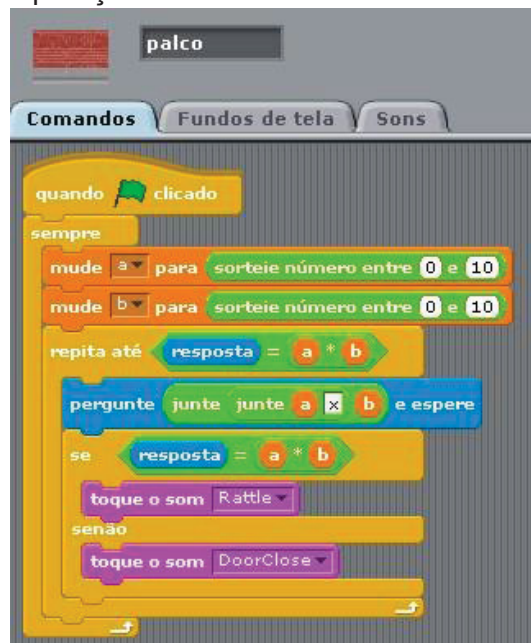 palco
Comandos Fundos de tela Sons
quando clicado
sempre
mude a para sorteie número entre 0 e 10
mude b para sorteie número entre 0 e 10
repita até resposta = a * b
pergunte junte junte a x b e espere
se resposta = a * b
toque o som Rattle
senão
toque o som DoorClose